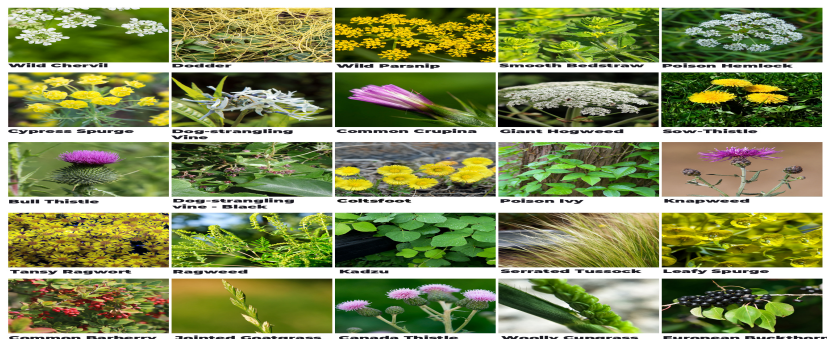 Wild Chervil
Dodder
Wild Parsnip
Smooth Bedstraw
Poison Hemlock
Cypress Spurge
Dog-strangling
Vine
Common Crupina
Giant Hogweed
Sow-Thistle
Bull Thistle
Dog-strangling
vine - Black
Coltsfoot
Poison Ivy
Knapweed
Tansy Ragwort
Ragweed
Kadzu
Serrated Tussock
Leafy Spurge
Common Barberry
Jointed Goatgrass
Canada Thistle
Woolly Cupgrass
European Buckthorn